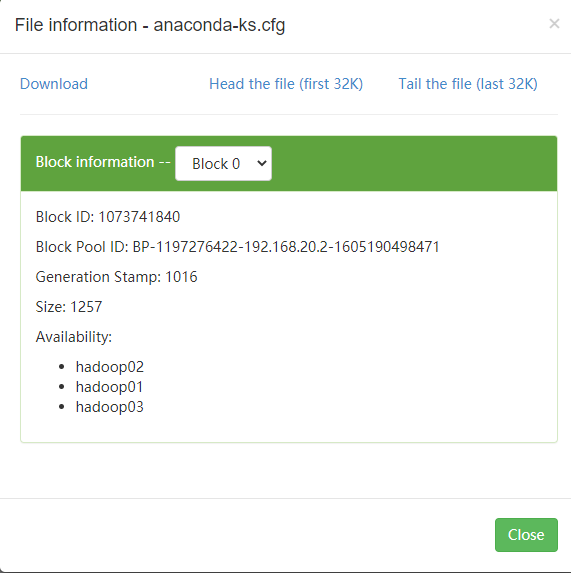 File information - anaconda-ks.cfg
×
Download Head the file (first 32K) Tail the file (last 32K)
Block information -- Block 0
Block ID: 1073741840
Block Pool ID: BP-1197276422-192.168.20.2-1605190498471
Generation Stamp: 1016
Size: 1257
Availability:
• hadoop02
• hadoop01
• hadoop03
Close